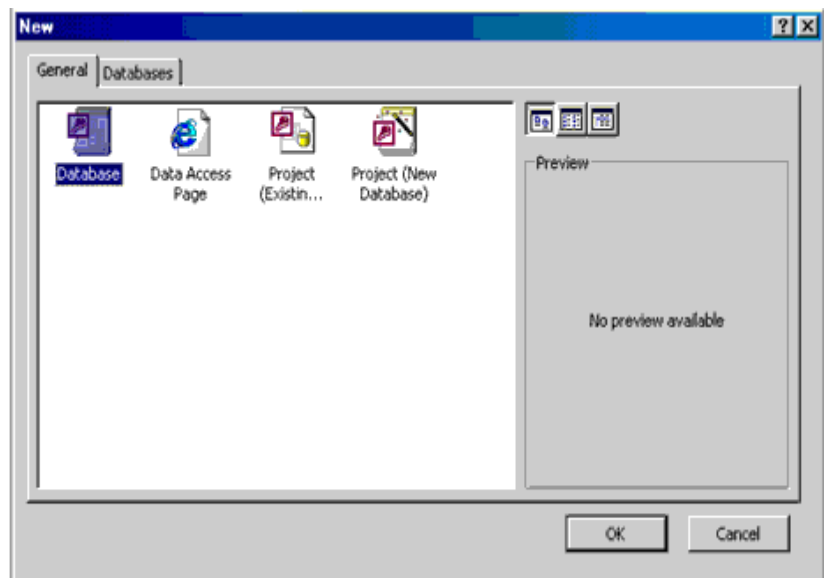 New
General
Databases
Database
Data Access
Page
Project
(Existin...
Project (New
Database)
Preview
No preview available
OK
Cancel